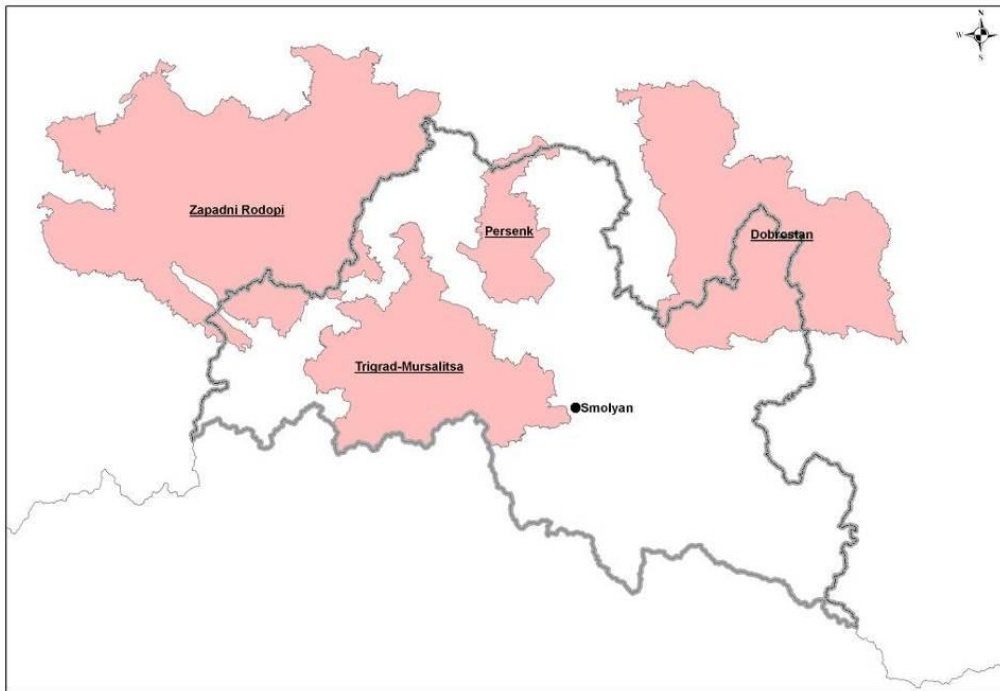 N
W E
S
Zapadni Rodopi
Persenk
Dobrostan
Trigrad-Mursalitsa
Smolyan